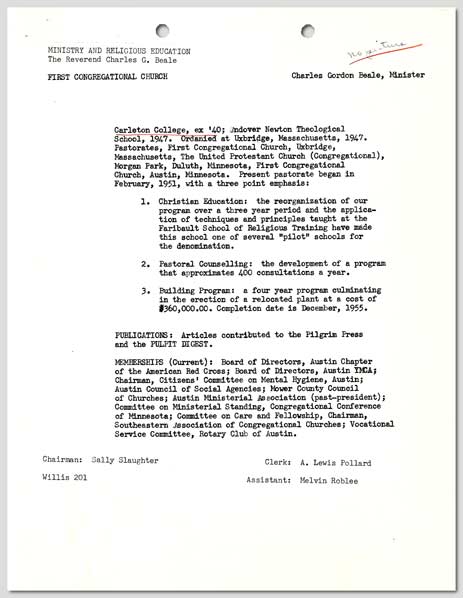 no picture
MINISTRY AND RELIGIOUS EDUCATION
The Reverend Charles G. Beale
FIRST CONGREGATIONAL CHURCH
Charles Gordon Beale, Minister
Carleton College, ex '40; Andover Newton Theological
School, 1947. Ordanied at Uxbridge, Massachusetts, 1947.
Pastorates, First Congregational Church, Uxbridge,
Massachusetts, The United Protestant Church (Congregational),
Morgan Park, Duluth, Minnesota, First Congregational
Church, Austin, Minnesota. Present pastorate began in
February, 1951, with a three point emphasis:
1. Christian Education: the reorganization of our
program over a three year period and the applica-
tion of techniques and principles taught at the
Faribault School of Religious Training have made
this school one of several "pilot" schools for
the denomination.
2. Pastoral Counselling: the development of a program
that approximates 400 consultations a year.
3. Building Program: a four year program culminating
in the erection of a relocated plant at a cost of
$360,000.00. Completion date is December, 1955.
PUBLICATIONS: Articles contributed to the Pilgrim Press
and the PULPIT DIGEST.
MEMBERSHIPS (Current): Board of Directors, Austin Chapter
of the American Red Cross; Board of Directors, Austin YMCA;
Chairman, Citizens' Committee on Mental Hygiene, Austin;
Austin Council of Social Agencies; Mower County Council
of Churches; Austin Ministerial Association (past-president);
Committee on Ministerial Standing, Congregational Conference
of Minnesota; Committee on Care and Fellowship, Chairman,
Southeastern Association of Congregational Churches; Vocational
Service Committee, Rotary Club of Austin.
Chairman: Sally Slaughter
Clerk: A. Lewis Pollard
Willis 201
Assistant: Melvin Roblee